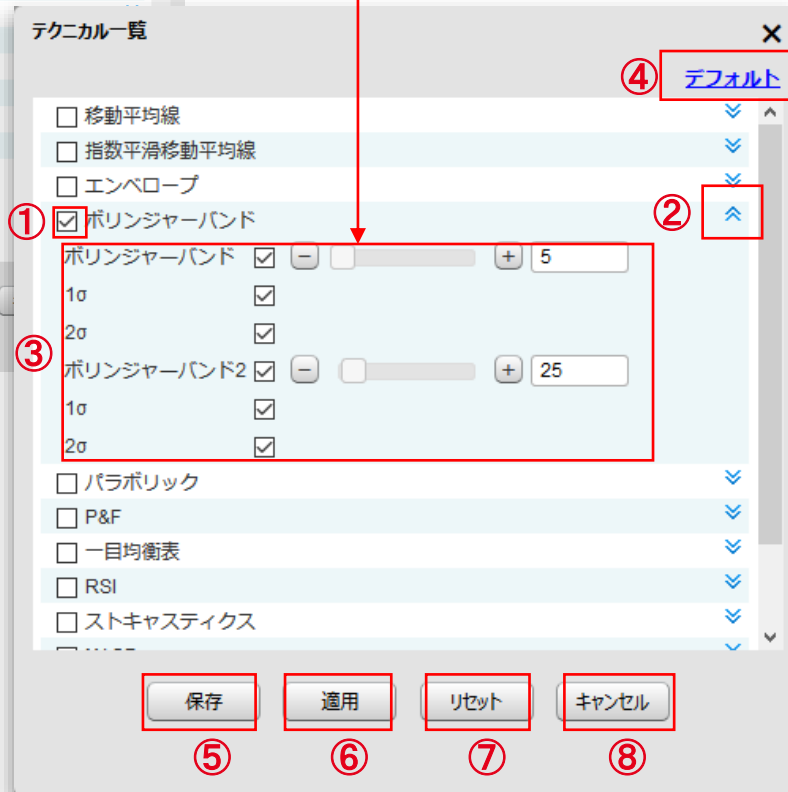 テクニカル一覧
×
④ デフォルト
移動平均線
指数平滑移動平均線
エンベロープ
① ボリンジャーバンド ②
ボリンジャーバンド − + 5
1σ
2σ
③
ボリンジャーバンド2 − + 25
1σ
2σ
パラボリック
P&F
一目均衡表
RSI
ストキャスティクス
保存 適用 リセット キャンセル
⑤ ⑥ ⑦ ⑧